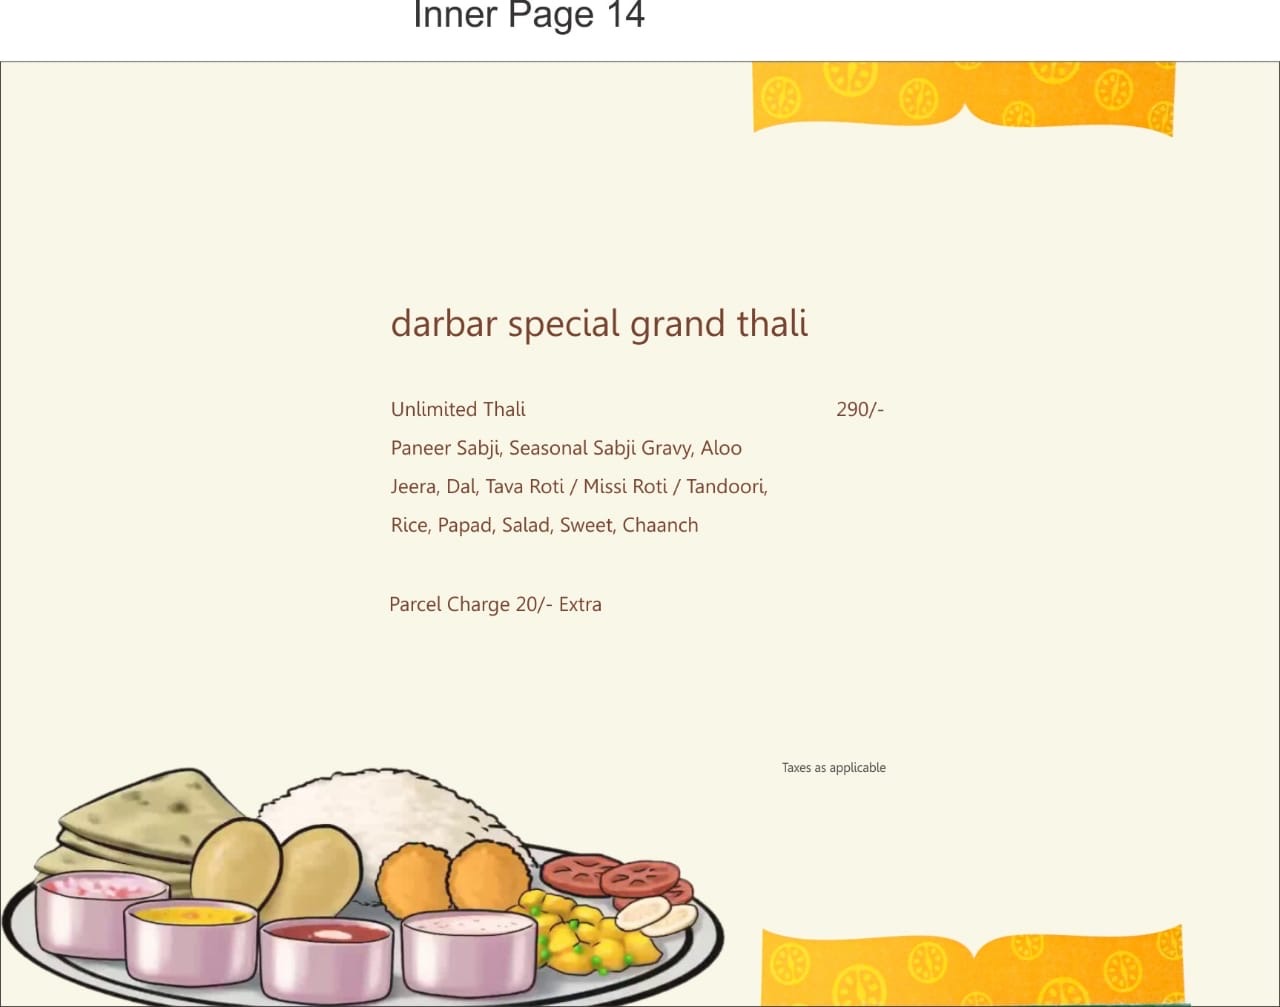 Inner Page 14
darbar special grand thali
Unlimited Thali 290/-
Paneer Sabji, Seasonal Sabji Gravy, Aloo
Jeera, Dal, Tava Roti / Missi Roti / Tandoori,
Rice, Papad, Salad, Sweet, Chaanch
Parcel Charge 20/- Extra
Taxes as applicable